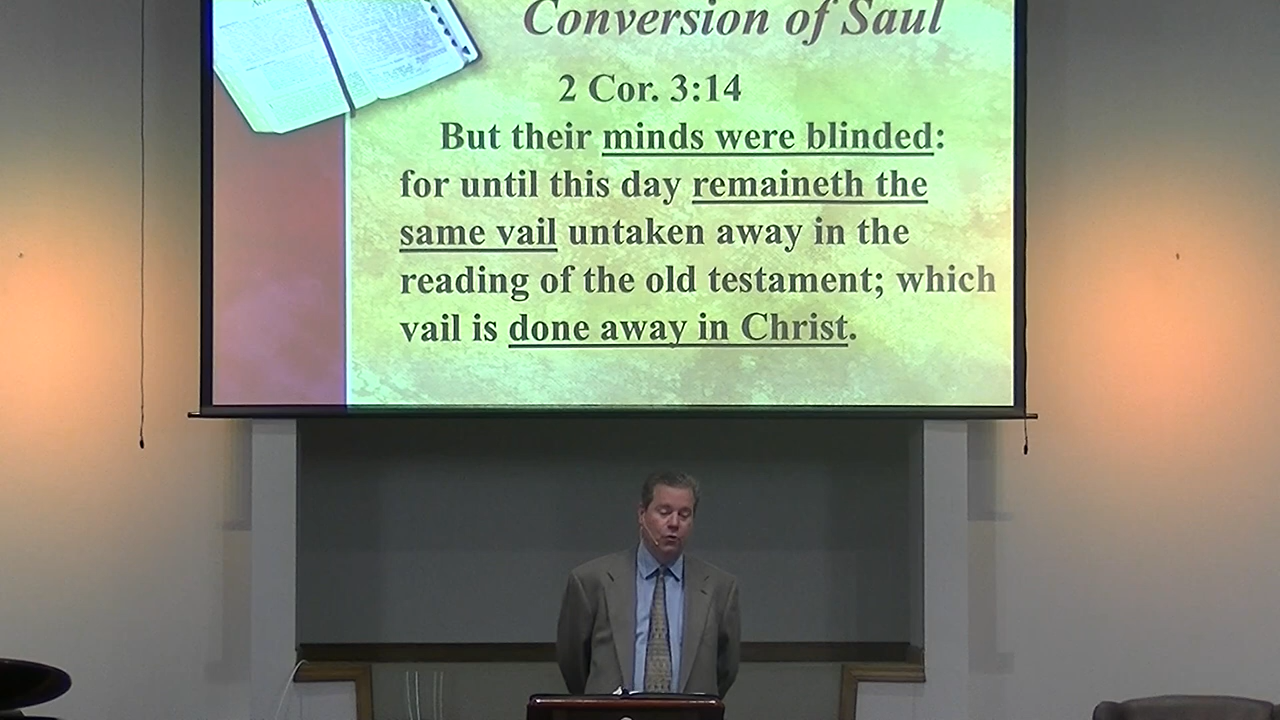 Conversion of Saul
2 Cor. 3:14
But their minds were blinded:
for until this day remaineth the
same vail untaken away in the
reading of the old testament; which
vail is done away in Christ.